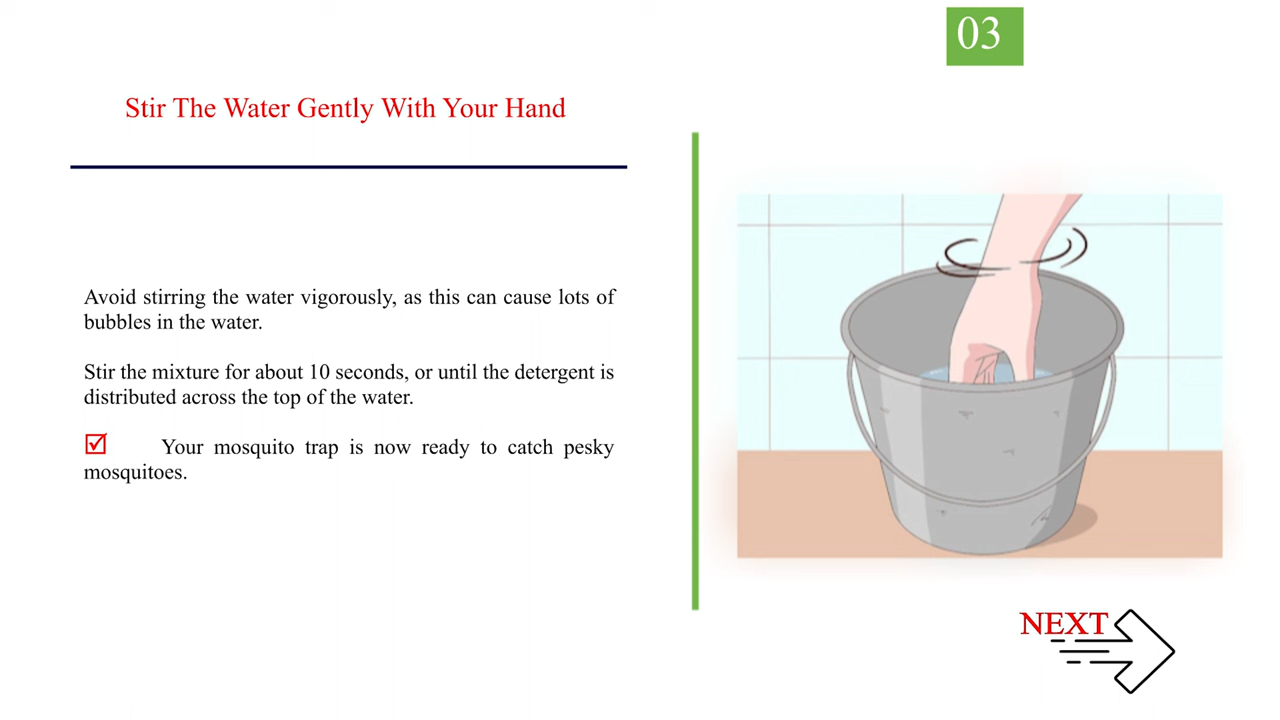 03
Stir The Water Gently With Your Hand
Avoid stirring the water vigorously, as this can cause lots of
bubbles in the water.
Stir the mixture for about 10 seconds, or until the detergent is
distributed across the top of the water.
☑ Your mosquito trap is now ready to catch pesky
mosquitoes.
NEXT